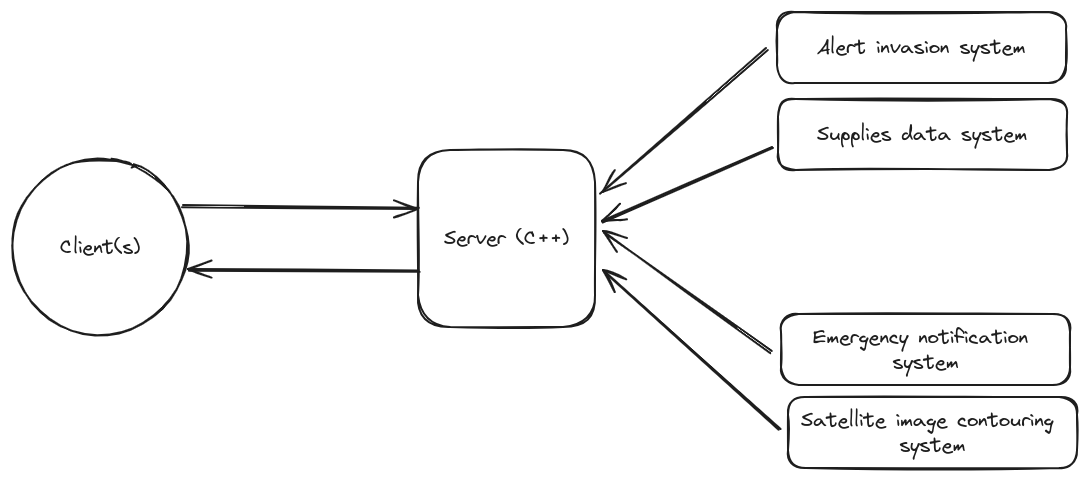 Alert invasion system
Supplies data system
Client(s)
Server (C++)
Emergency notification
system
Satellite image contouring
system